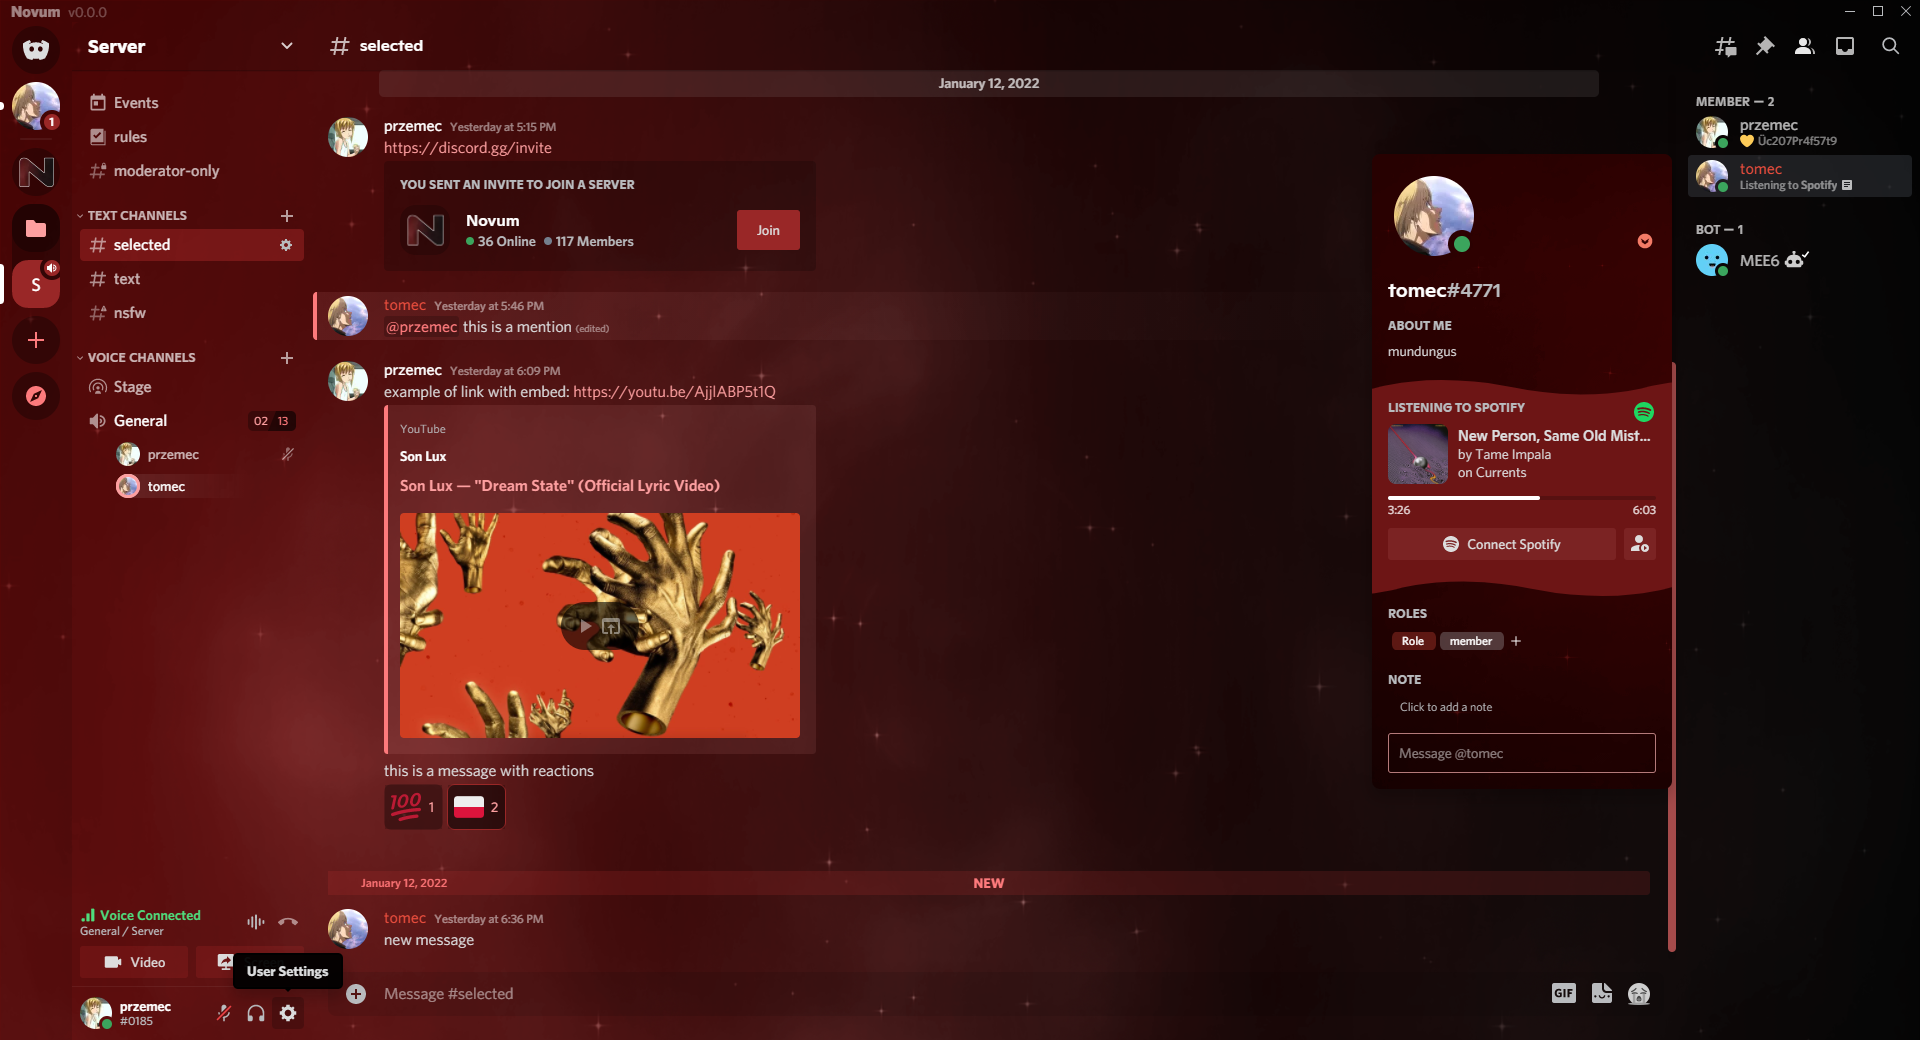 Novum v0.0.0
Server
selected
1
Events
rules
moderator-only
TEXT CHANNELS
selected
text
nsfw
S
VOICE CHANNELS
Stage
General
02 13
przemec
tomec
Voice Connected
General / Server
Video
User Settings
przemec
#0185
January 12, 2022
przemec Yesterday at 5:15 PM
https://discord.gg/invite
YOU SENT AN INVITE TO JOIN A SERVER
Novum
36 Online 117 Members
Join
tomec Yesterday at 5:46 PM
@przemec this is a mention (edited)
przemec Yesterday at 6:09 PM
example of link with embed: https://youtu.be/AjjlABP5t1Q
YouTube
Son Lux
Son Lux — "Dream State" (Official Lyric Video)
this is a message with reactions
100 1
2
January 12, 2022
NEW
tomec Yesterday at 6:36 PM
new message
Message #selected
GIF
tomec#4771
ABOUT ME
mundungus
LISTENING TO SPOTIFY
New Person, Same Old Mist...
by Tame Impala
on Currents
3:26 6:03
Connect Spotify
ROLES
Role member
NOTE
Click to add a note
Message @tomec
MEMBER — 2
przemec
Üc207Pr4f57t9
tomec
Listening to Spotify
BOT — 1
MEE6